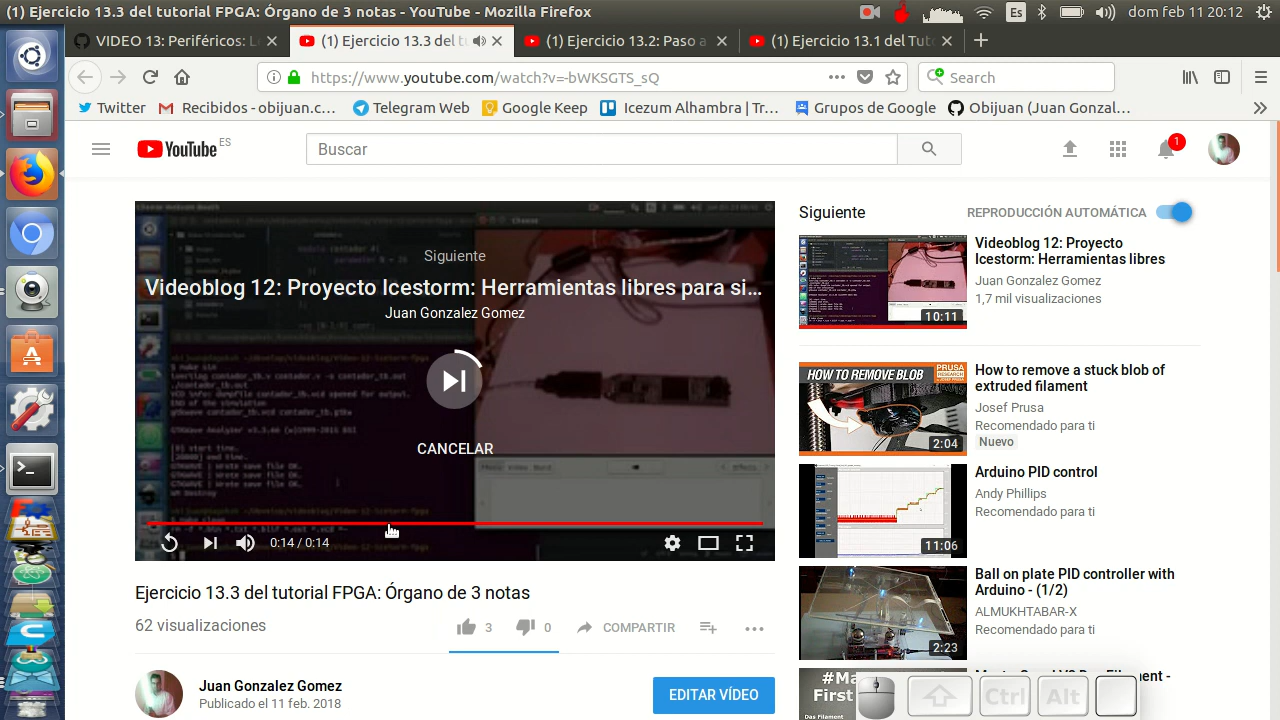 (1) Ejercicio 13.3 del tutorial FPGA: Órgano de 3 notas - YouTube - Mozilla Firefox
Es
dom feb 11 20:12
VIDEO 13: Periféricos: L
(1) Ejercicio 13.3 del t
(1) Ejercicio 13.2: Paso a
(1) Ejercicio 13.1 del Tut
https://www.youtube.com/watch?v=-bWKSGTS_sQ
Search
Twitter
Recibidos - obijuan.c...
Telegram Web
Google Keep
Icezum Alhambra | Tr...
Grupos de Google
Obijuan (Juan Gonzal...
YouTube ES
Buscar
1
Siguiente
Videoblog 12: Proyecto Icestorm: Herramientas libres para si...
Juan Gonzalez Gomez
CANCELAR
0:14 / 0:14
Ejercicio 13.3 del tutorial FPGA: Órgano de 3 notas
62 visualizaciones
3
0
COMPARTIR
Juan Gonzalez Gomez
Publicado el 11 feb. 2018
EDITAR VÍDEO
Siguiente
REPRODUCCIÓN AUTOMÁTICA
Videoblog 12: Proyecto
Icestorm: Herramientas libres
Juan Gonzalez Gomez
1,7 mil visualizaciones
10:11
HOW TO REMOVE BLOB
PRUSA
RESEARCH
How to remove a stuck blob of
extruded filament
Josef Prusa
Recomendado para ti
Nuevo
2:04
Arduino PID control
Andy Phillips
Recomendado para ti
11:06
Ball on plate PID controller with
Arduino - (1/2)
ALMUKHTABAR-X
Recomendado para ti
2:23
#Ma
First
Das Filament
Ctrl
Alt